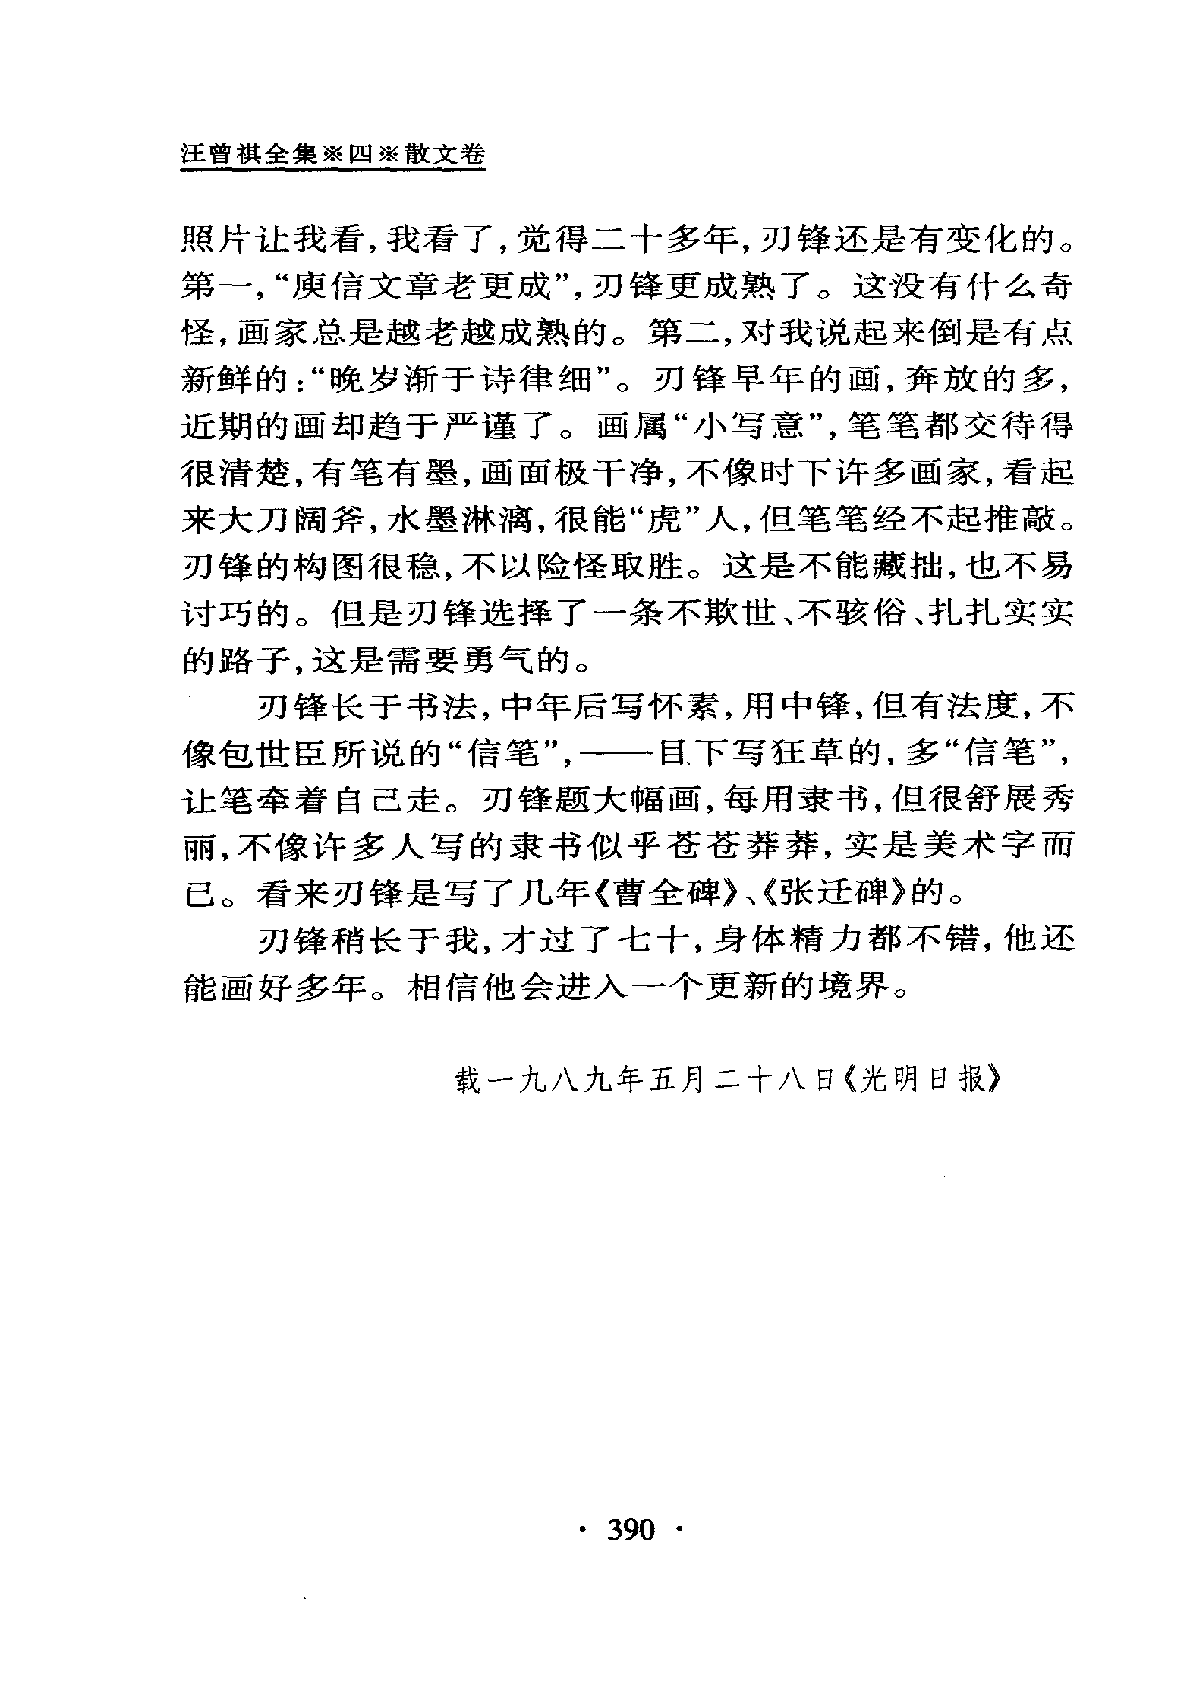 汪曾祺全集※四※散文卷
照片让我看,我看了,觉得二十多年,刃锋还是有变化的。
第一,“庾信文章老更成”,刃锋更成熟了。这没有什么奇
怪,画家总是越老越成熟的。第二,对我说起来倒是有点
新鲜的:“晚岁渐于诗律细”。刃锋早年的画,奔放的多,
近期的画却趋于严谨了。画属“小写意”,笔笔都交待得
很清楚,有笔有墨,画面极干净,不像时下许多画家,看起
来大刀阔斧,水墨淋漓,很能“虎”人,但笔笔经不起推敲。
刃锋的构图很稳,不以险怪取胜。这是不能藏拙,也不易
讨巧的。但是刃锋选择了一条不欺世、不骇俗、扎扎实实
的路子,这是需要勇气的。
刃锋长于书法,中年后写怀素,用中锋,但有法度,不
像包世臣所说的“信笔”,——目下写狂草的,多“信笔”,
让笔牵着自己走。刃锋题大幅画,每用隶书,但很舒展秀
丽,不像许多人写的隶书似乎苍苍莽莽,实是美术字而
已。看来刃锋是写了几年《曹全碑》、《张迁碑》的。
刃锋稍长于我,才过了七十,身体精力都不错,他还
能画好多年。相信他会进入一个更新的境界。
载一九八九年五月二十八日《光明日报》
· 390 ·